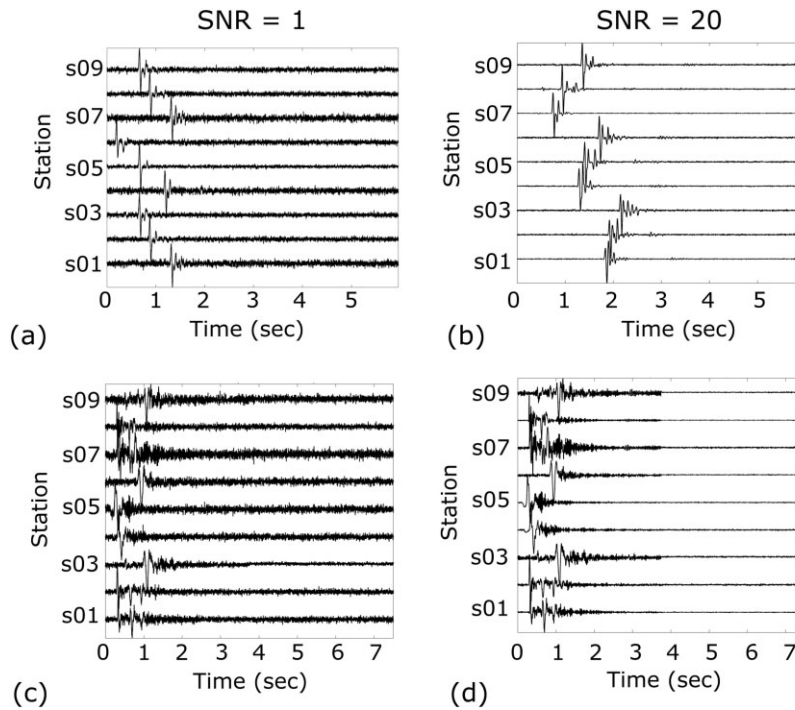 SNR = 1
SNR = 20
s09
s07
s05
s03
s01
Station
0 1 2 3 4 5
Time (sec)
(a)
s09
s07
s05
s03
s01
Station
0 1 2 3 4 5
Time (sec)
(b)
s09
s07
s05
s03
s01
Station
0 1 2 3 4 5 6 7
Time (sec)
(c)
s09
s07
s05
s03
s01
Station
0 1 2 3 4 5 6 7
Time (sec)
(d)